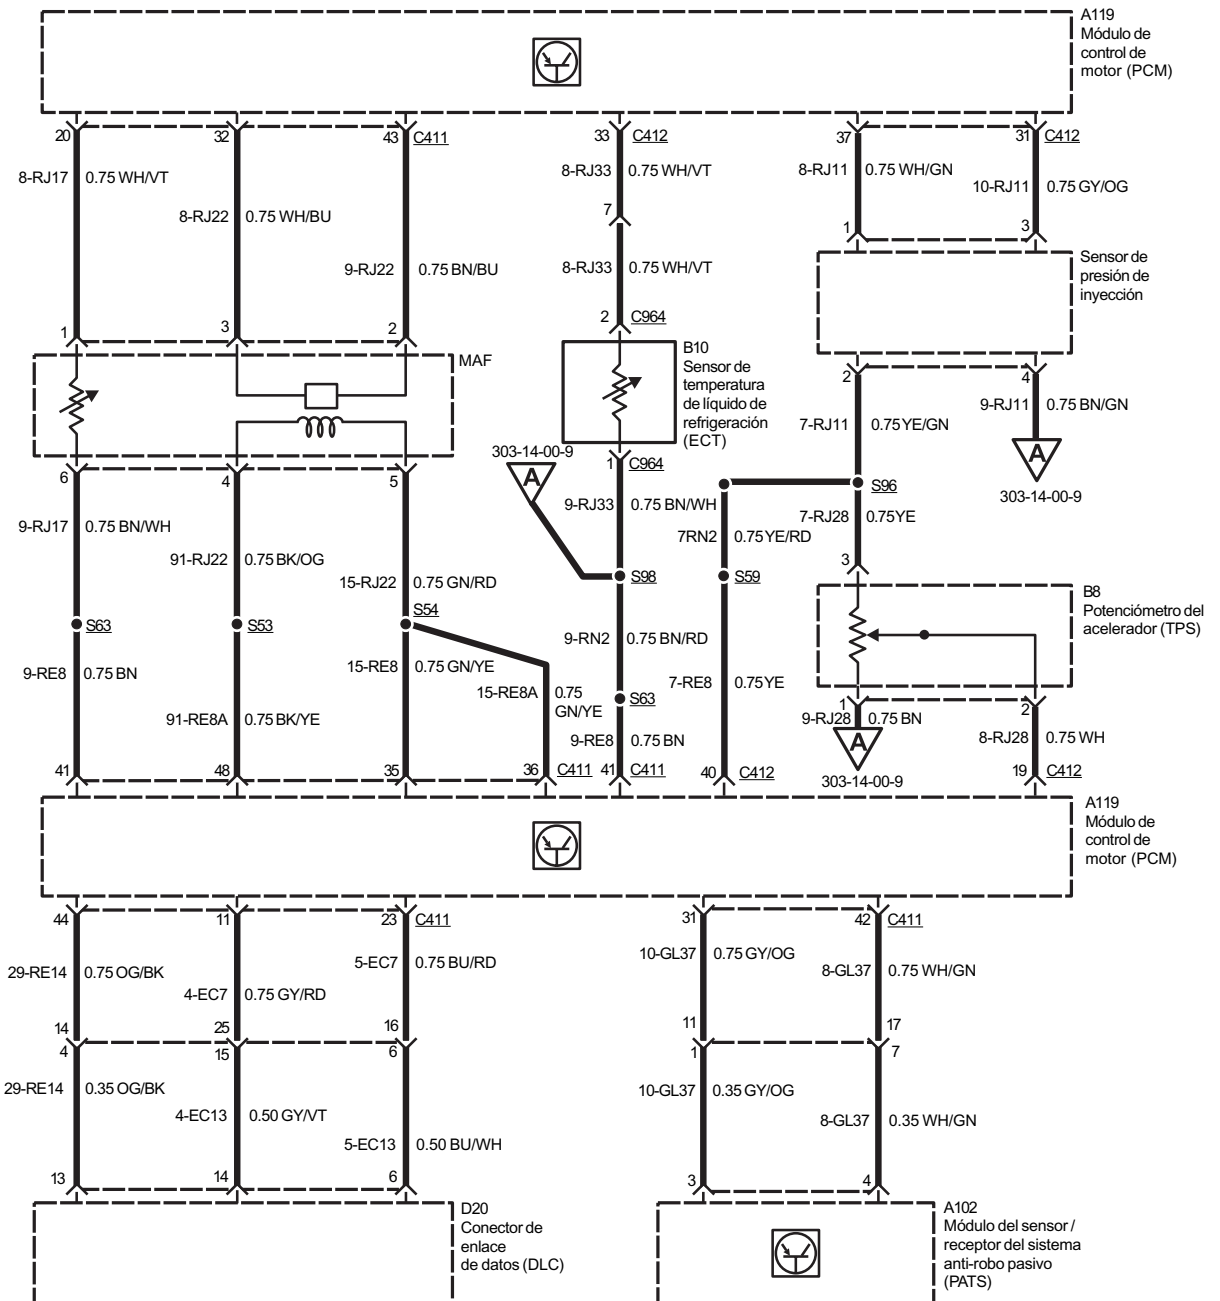 A119
Módulo de
control de
motor (PCM)
20 32 43 C411 33 C412 37 31 C412
8-RJ17 0.75 WH/VT
8-RJ33 0.75 WH/VT
8-RJ11 0.75 WH/GN
10-RJ11 0.75 GY/OG
8-RJ22 0.75 WH/BU
7
1 3
9-RJ22 0.75 BN/BU
8-RJ33 0.75 WH/VT
Sensor de
presión de
inyección
2 C964
1 3 2
MAF
B10
Sensor de
temperatura
de líquido de
refrigeración
(ECT)
2 4
9-RJ11 0.75 BN/GN
7-RJ11 0.75 YE/GN
A
303-14-00-9
303-14-00-9
A
1 C964
6 4 5
S96
9-RJ33 0.75 BN/WH
7-RJ28 0.75 YE
9-RJ17 0.75 BN/WH
7RN2 0.75 YE/RD
91-RJ22 0.75 BK/OG
3
15-RJ22 0.75 GN/RD
S98
S59
B8
Potenciómetro del
acelerador (TPS)
S63
S53
S54
9-RN2 0.75 BN/RD
9-RE8 0.75 BN
15-RE8 0.75 GN/YE
15-RE8A 0.75
GN/YE
7-RE8 0.75 YE
S63
1 2
91-RE8A 0.75 BK/YE
9-RJ28 0.75 BN
8-RJ28 0.75 WH
9-RE8 0.75 BN
A
303-14-00-9
41 48 35 36 C411 41 C411 40 C412 19 C412
A119
Módulo de
control de
motor (PCM)
44 11 23 C411 31 42 C411
29-RE14 0.75 OG/BK
5-EC7 0.75 BU/RD
10-GL37 0.75 GY/OG
8-GL37 0.75 WH/GN
4-EC7 0.75 GY/RD
14 25 16 11 17
4 15 6 1 7
29-RE14 0.35 OG/BK
10-GL37 0.35 GY/OG
4-EC13 0.50 GY/VT
8-GL37 0.35 WH/GN
5-EC13 0.50 BU/WH
13 14 6 3 4
D20
Conector de
enlace
de datos (DLC)
A102
Módulo del sensor /
receptor del sistema
anti-robo pasivo
(PATS)